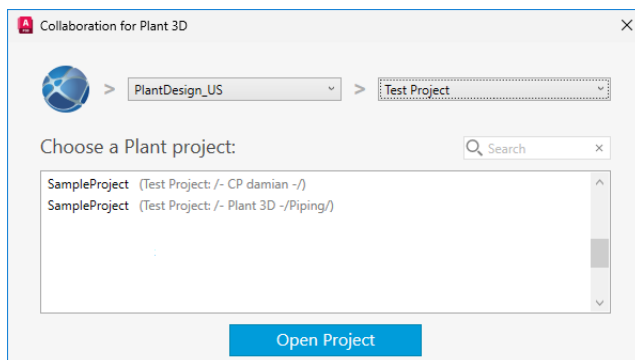 Collaboration for Plant 3D
> PlantDesign_US > Test Project
Choose a Plant project:
Search
SampleProject (Test Project: /- CP damian -/)
SampleProject (Test Project: /- Plant 3D -/Piping/)
Open Project